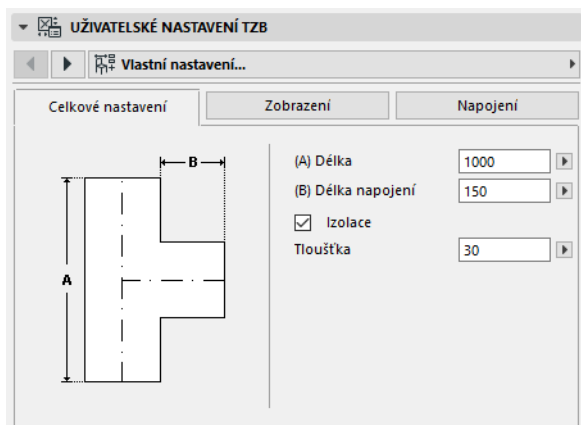 UŽIVATELSKÉ NASTAVENÍ TZB
Vlastní nastavení...
Celkové nastavení Zobrazení Napojení
B
A
(A) Délka 1000
(B) Délka napojení 150
Izolace
Tloušťka 30